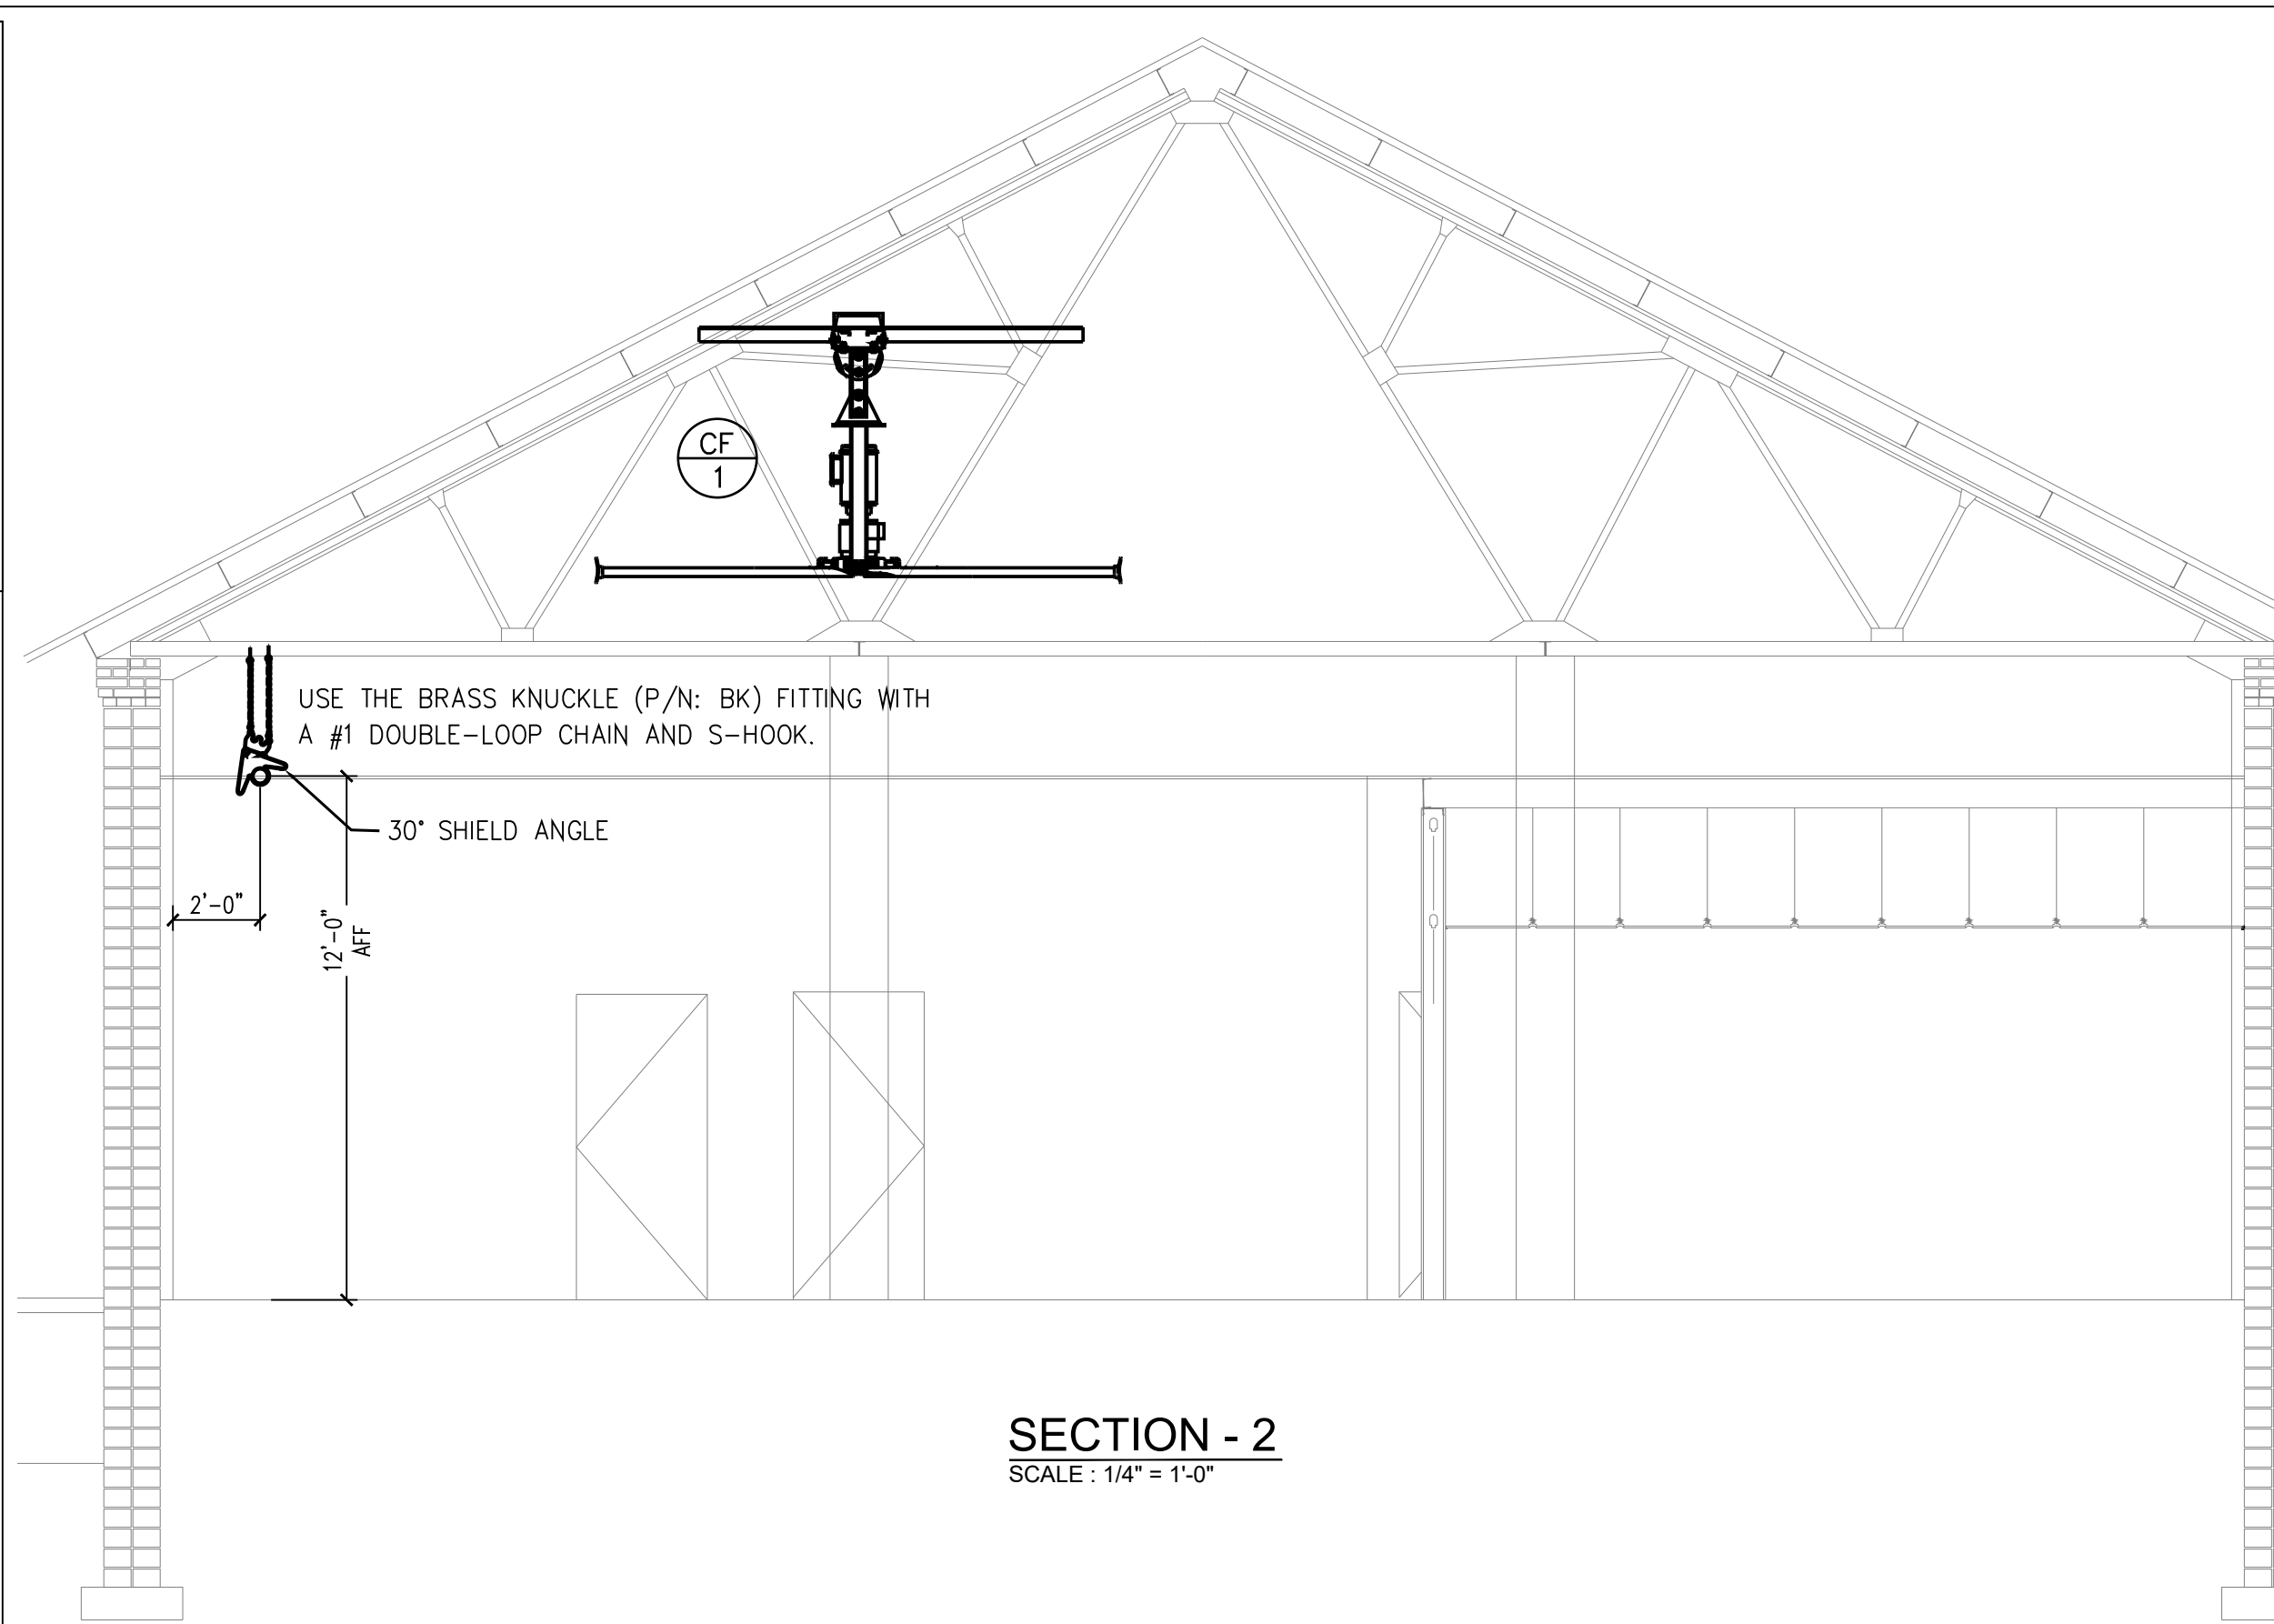 CF
1
USE THE BRASS KNUCKLE (P/N: BK) FITTING WITH
A #1 DOUBLE-LOOP CHAIN AND S-HOOK.
30° SHIELD ANGLE
2'-0"
12'-0"
AFF
SECTION - 2
SCALE : 1/4" = 1'-0"